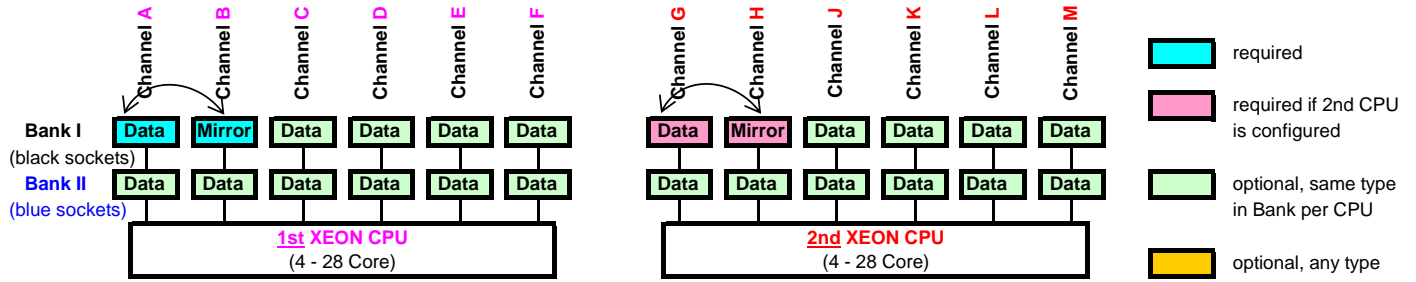 Channel A
Channel B
Channel C
Channel D
Channel E
Channel F
Channel G
Channel H
Channel J
Channel K
Channel L
Channel M
required
required if 2nd CPU
is configured
Bank I
(black sockets)
Data
Mirror
Data
Data
Data
Data
Data
Mirror
Data
Data
Data
Data
Bank II
(blue sockets)
Data
Data
Data
Data
Data
Data
Data
Data
Data
Data
Data
Data
optional, same type
in Bank per CPU
1st XEON CPU
(4 - 28 Core)
2nd XEON CPU
(4 - 28 Core)
optional, any type